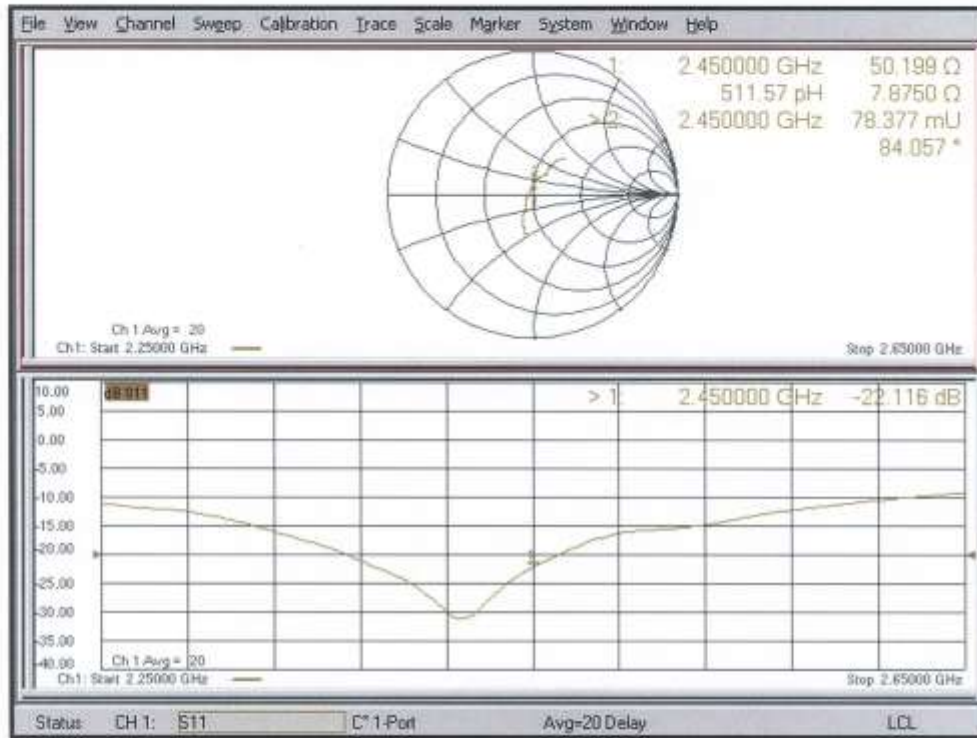 File View Channel Sweep Calibration Trace Scale Marker System Window Help
1: 2.450000 GHz 50.199 Ω
511.57 pH 7.8750 Ω
> 2: 2.450000 GHz 78.377 mU
84.057 °
Ch 1 Avg = 20
Ch1: Start 2.25000 GHz
Stop 2.65000 GHz
10.00
dB S11
> 1: 2.450000 GHz -22.116 dB
5.00
0.00
-5.00
-10.00
-15.00
-20.00
-25.00
-30.00
-35.00
-40.00
Ch 1 Avg = 20
Ch1: Start 2.25000 GHz
Stop 2.65000 GHz
Status CH 1: S11 C* 1-Port Avg=20 Delay LCL